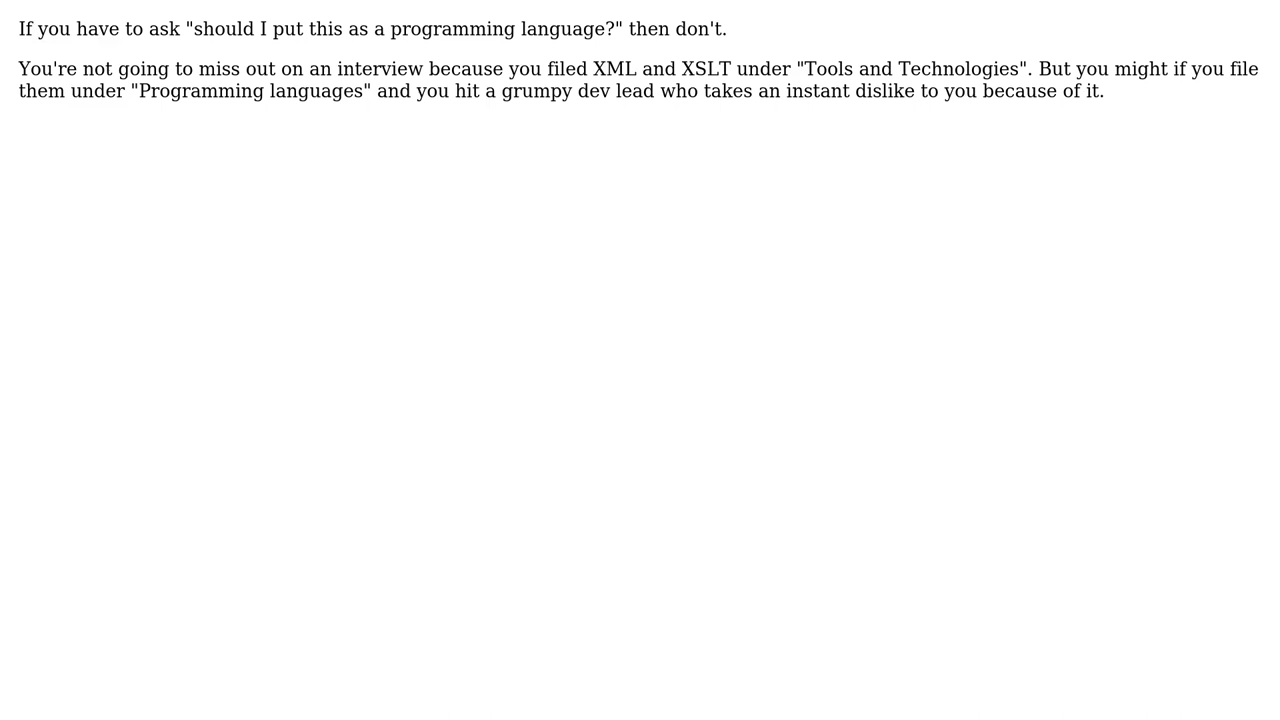 If you have to ask "should I put this as a programming language?" then don't.
You're not going to miss out on an interview because you filed XML and XSLT under "Tools and Technologies". But you might if you file
them under "Programming languages" and you hit a grumpy dev lead who takes an instant dislike to you because of it.